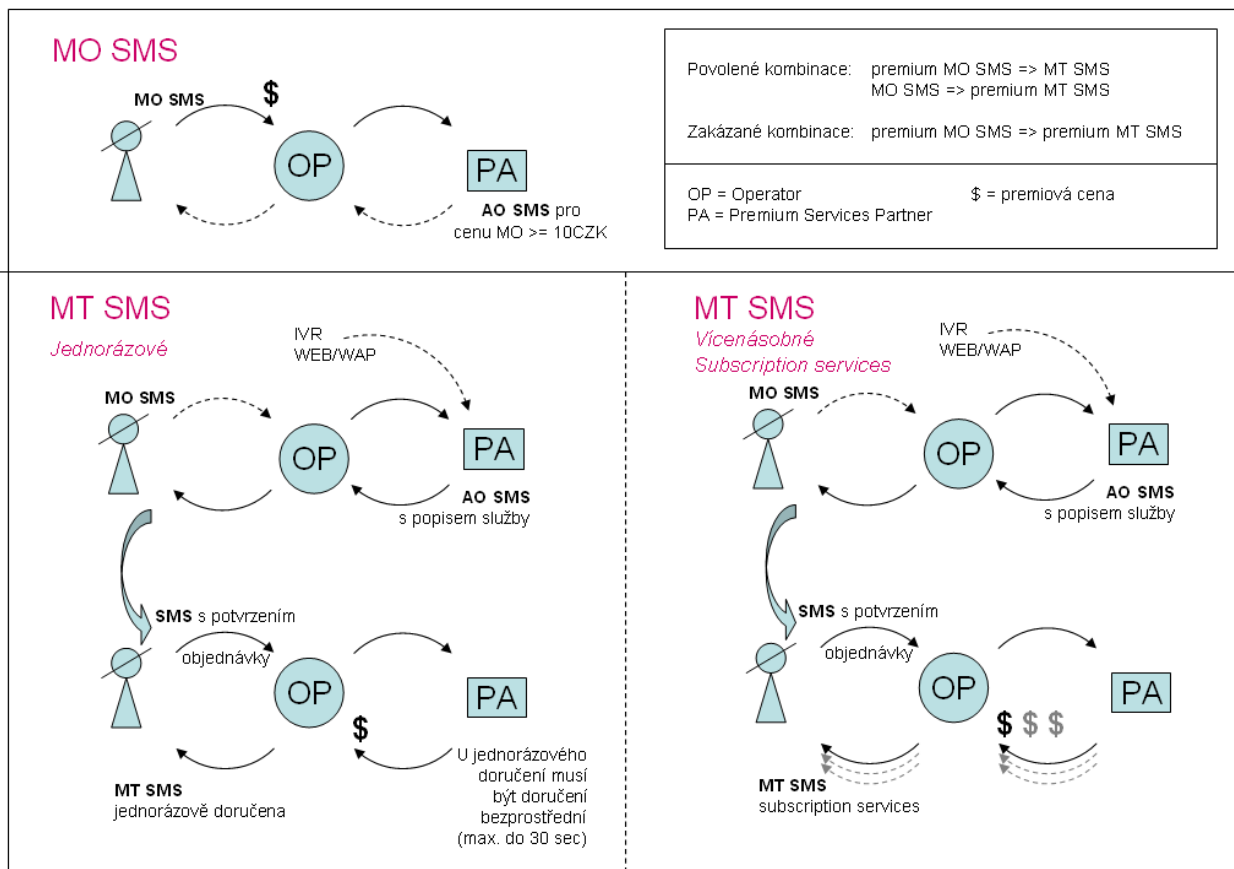 MO SMS
MO SMS
$
OP
PA
AO SMS pro
cenu MO >= 10CZK
Povolené kombinace: premium MO SMS => MT SMS
MO SMS => premium MT SMS
Zakázané kombinace: premium MO SMS => premium MT SMS
OP = Operator $ = premiová cena
PA = Premium Services Partner
MT SMS
Jednorázové
IVR
WEB/WAP
MO SMS
OP
PA
AO SMS
s popisem služby
SMS s potvrzením
objednávky
OP
PA
$
MT SMS
jednorázově doručena
U jednorázového
doručení musí
být doručení
bezprostřední
(max. do 30 sec)
MT SMS
Vícenásobné
Subscription services
IVR
WEB/WAP
MO SMS
OP
PA
AO SMS
s popisem služby
SMS s potvrzením
objednávky
OP
PA
$ $ $
MT SMS
subscription services